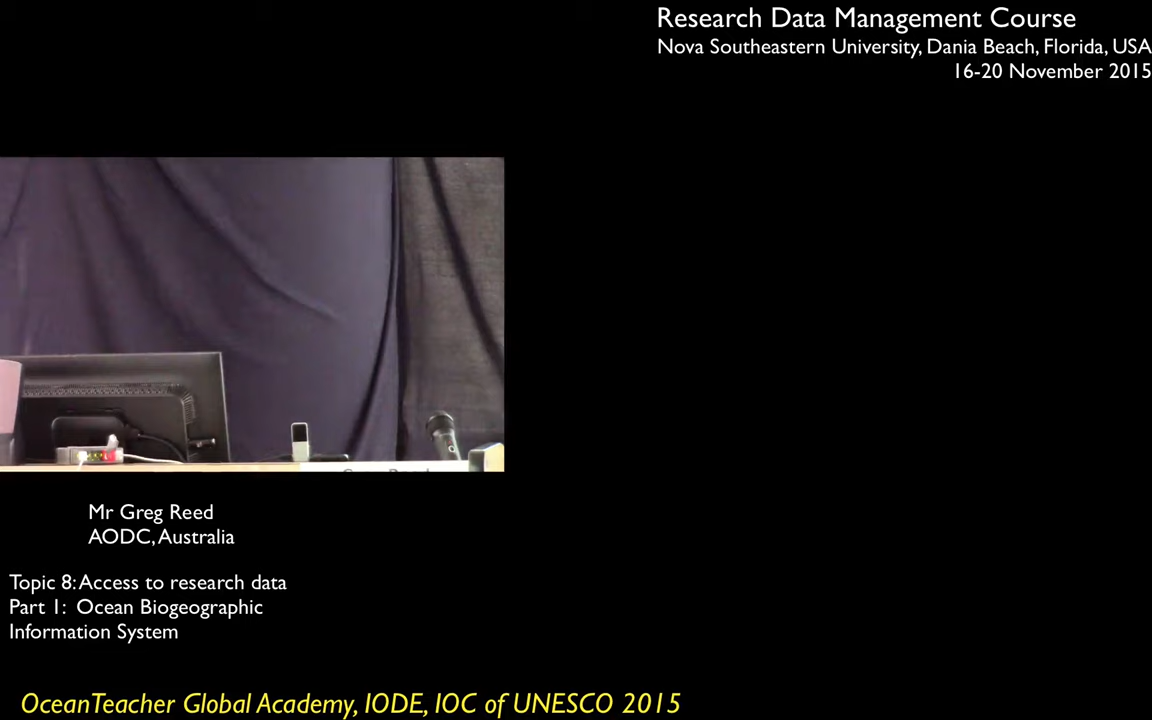 Research Data Management Course
Nova Southeastern University, Dania Beach, Florida, USA
16-20 November 2015
Mr Greg Reed
AODC, Australia
Topic 8: Access to research data
Part 1: Ocean Biogeographic
Information System
OceanTeacher Global Academy, IODE, IOC of UNESCO 2015